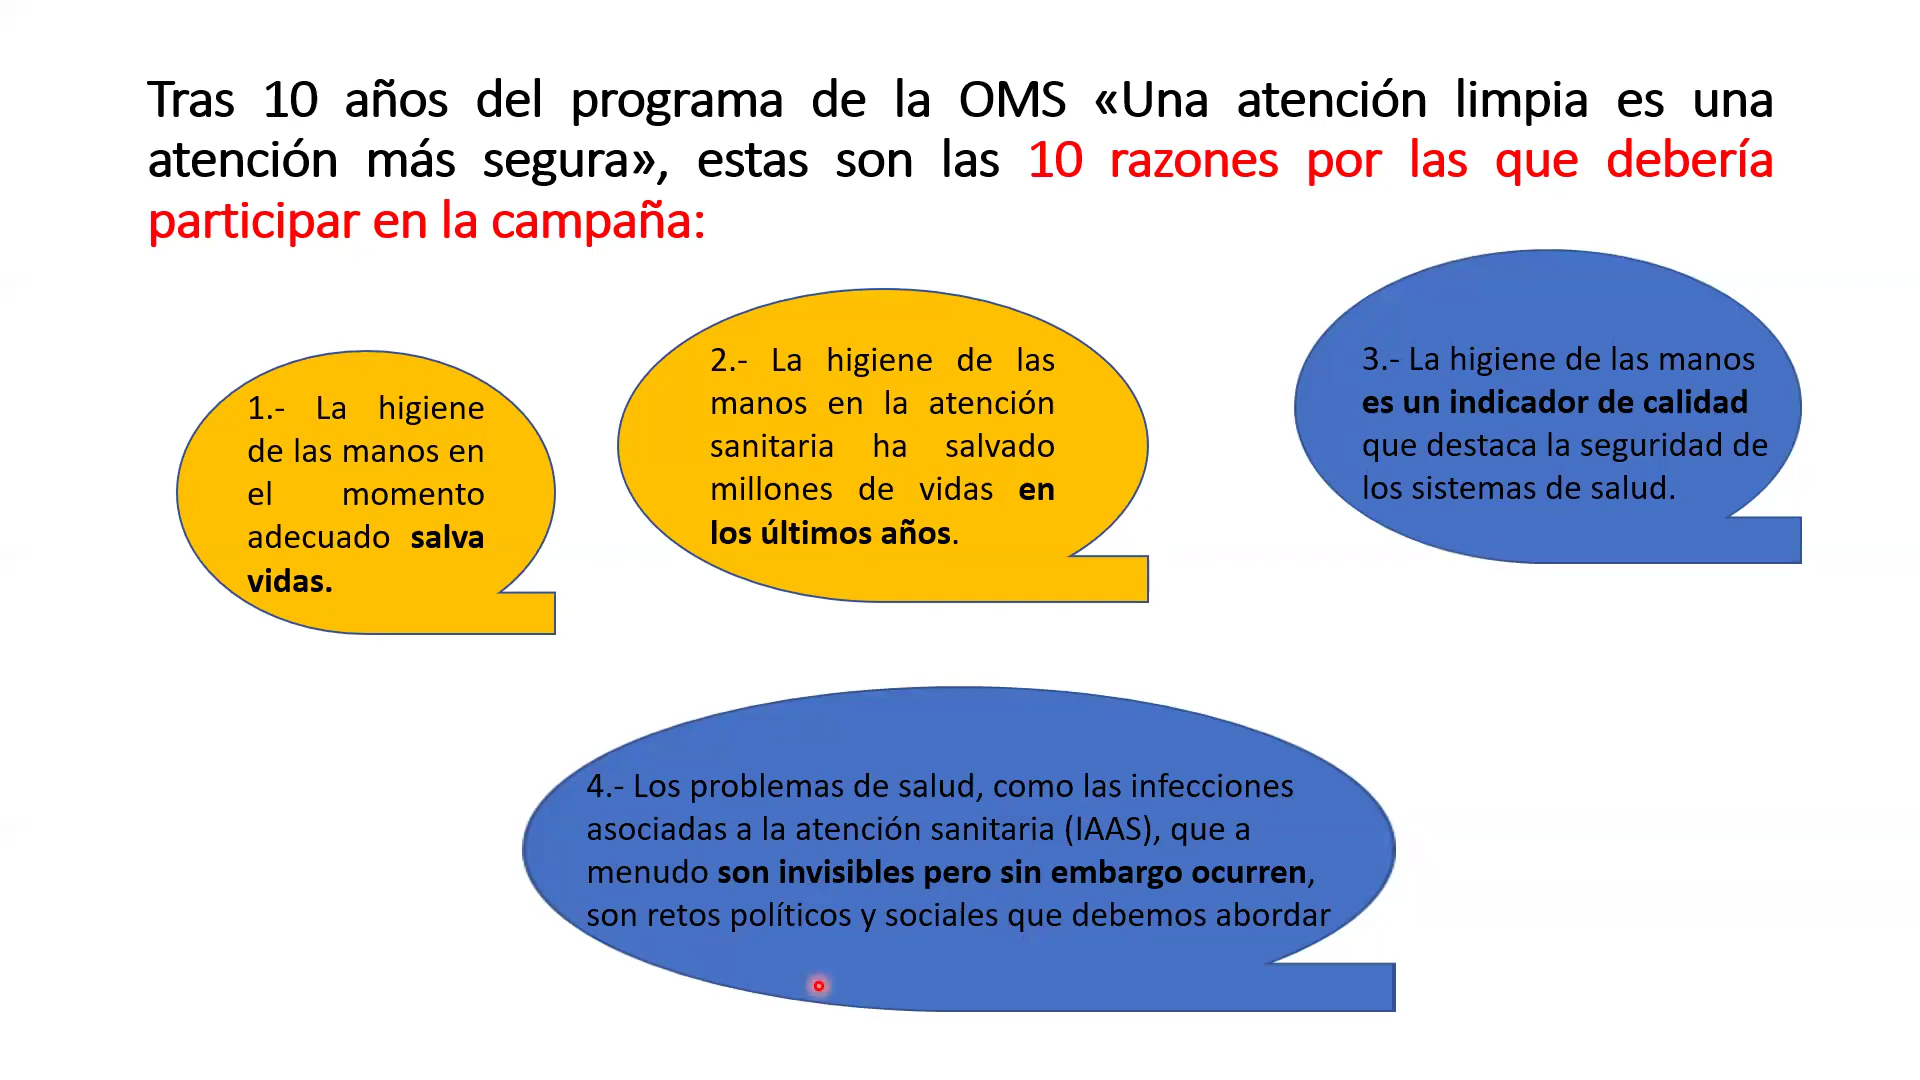 Tras 10 años del programa de la OMS «Una atención limpia es una
atención más segura», estas son las 10 razones por las que debería
participar en la campaña:
1.- La higiene
de las manos en
el momento
adecuado salva
vidas.
2.- La higiene de las
manos en la atención
sanitaria ha salvado
millones de vidas en
los últimos años.
3.- La higiene de las manos
es un indicador de calidad
que destaca la seguridad de
los sistemas de salud.
4.- Los problemas de salud, como las infecciones
asociadas a la atención sanitaria (IAAS), que a
menudo son invisibles pero sin embargo ocurren,
son retos políticos y sociales que debemos abordar